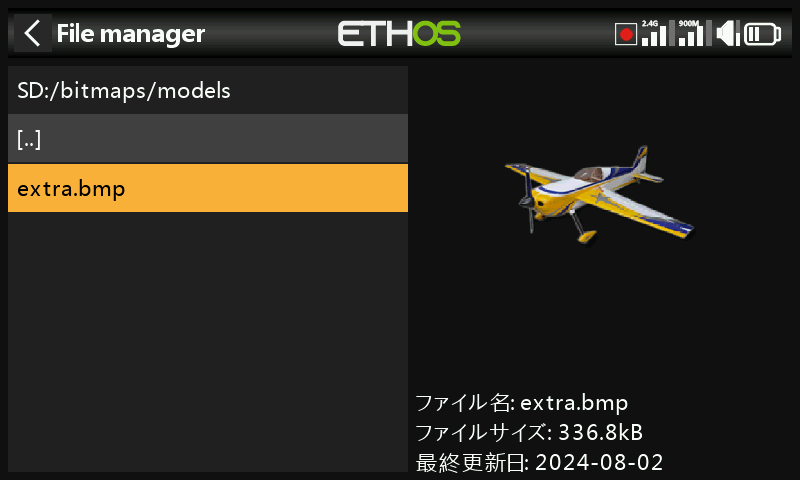 File manager
ETHOS
2.4G
900M
SD:/bitmaps/models
[..]
extra.bmp
ファイル名: extra.bmp
ファイルサイズ: 336.8kB
最終更新日: 2024-08-02